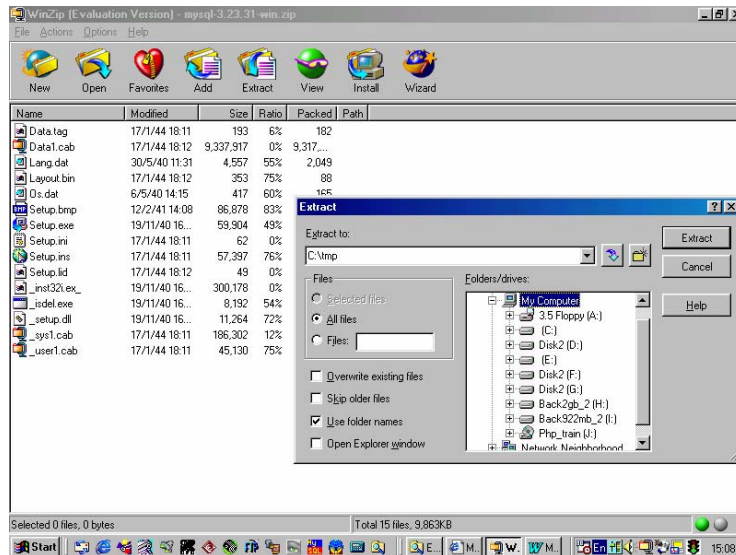 WinZip (Evaluation Version) - mysql-3.23.31-win.zip
File Actions Options Help
New Open Favorites Add Extract View Install Wizard
Name Modified Size Ratio Packed Path
Data.tag 17/1/44 18:11 193 6% 182
Data1.cab 17/1/44 18:12 9,337,917 0% 9,317,...
Lang.dat 30/5/40 11:31 4,557 55% 2,049
Layout.bin 17/1/44 18:12 353 75% 88
Os.dat 6/5/40 14:15 417 60% 165
Setup.bmp 12/2/41 14:08 86,878 83%
Setup.exe 19/11/40 16... 59,904 49%
Setup.ini 17/1/44 18:11 62 0%
Setup.ins 17/1/44 18:11 57,397 76%
Setup.lid 17/1/44 18:12 49 0%
_inst32i.ex_ 19/11/40 16... 300,178 0%
_isdel.exe 19/11/40 16... 8,192 54%
_setup.dll 19/11/40 16... 11,264 72%
_sys1.cab 17/1/44 18:11 186,302 12%
_user1.cab 17/1/44 18:11 45,130 75%
Extract
Extract to:
C:\tmp
Extract
Cancel
Help
Files
Selected files
All files
Files:
Overwrite existing files
Skip older files
Use folder names
Open Explorer window
Folders/drives:
My Computer
3.5 Floppy (A:)
(C:)
Disk2 (D:)
(E:)
Disk2 (F:)
Disk2 (G:)
Back2gb_2 (H:)
Back922mb_2 (I:)
Php_train (J:)
Network Neighborhood
Selected 0 files, 0 bytes Total 15 files, 9,863KB
Start E... M... W... M... En 15:08